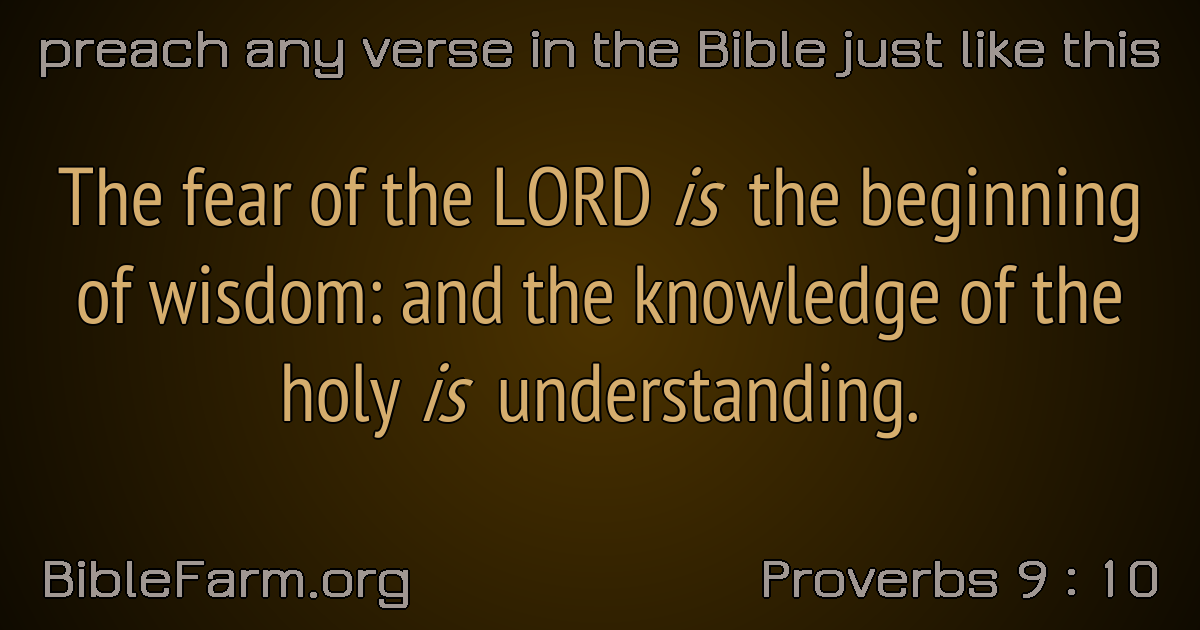 preach any verse in the Bible just like this
The fear of the LORD is the beginning
of wisdom: and the knowledge of the
holy is understanding.
BibleFarm.org
Proverbs 9 : 10